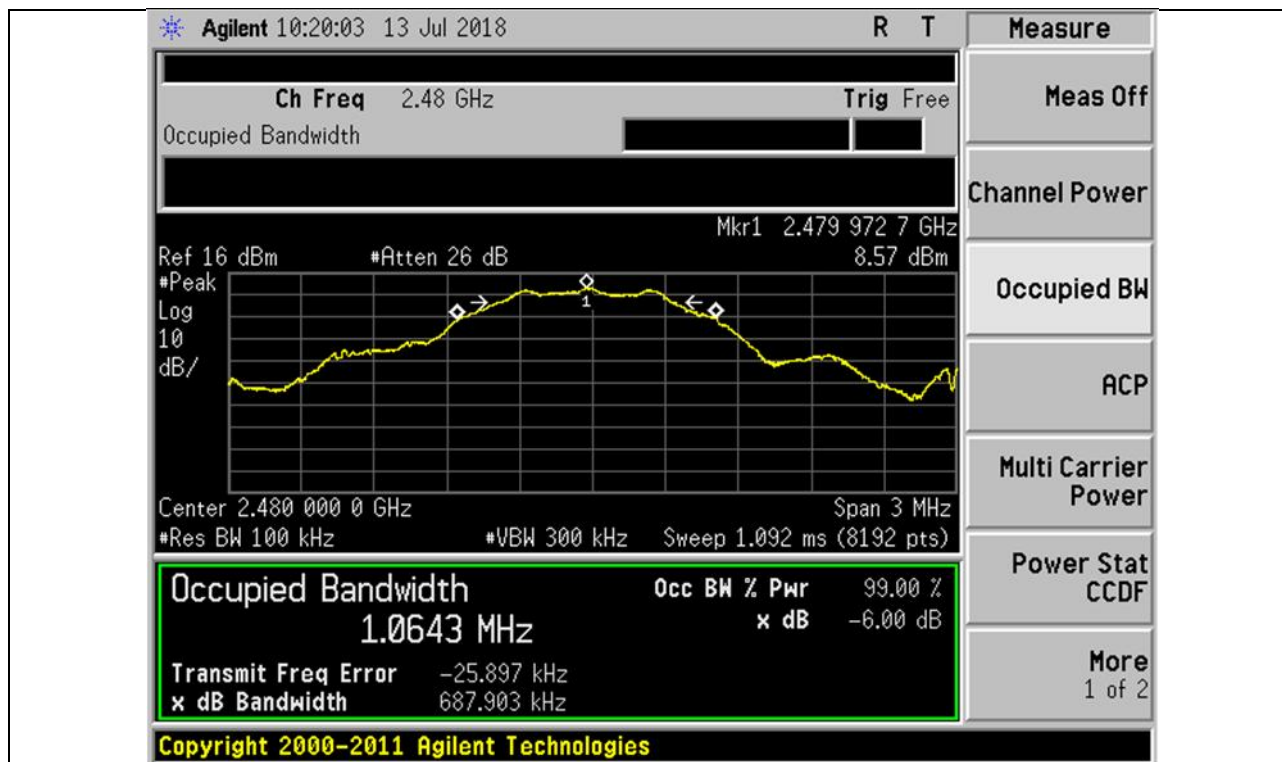 Agilent 10:20:03 13 Jul 2018 R T
Ch Freq 2.48 GHz Trig Free
Occupied Bandwidth
Mkr1 2.479 972 7 GHz
Ref 16 dBm #Atten 26 dB 8.57 dBm
#Peak
Log
10
dB/
1
Center 2.480 000 0 GHz Span 3 MHz
#Res BW 100 kHz #VBW 300 kHz Sweep 1.092 ms (8192 pts)
Occupied Bandwidth Occ BW % Pwr 99.00 %
1.0643 MHz x dB -6.00 dB
Transmit Freq Error -25.897 kHz
x dB Bandwidth 687.903 kHz
Copyright 2000-2011 Agilent Technologies
Measure
Meas Off
Channel Power
Occupied BW
ACP
Multi Carrier
Power
Power Stat
CCDF
More
1 of 2